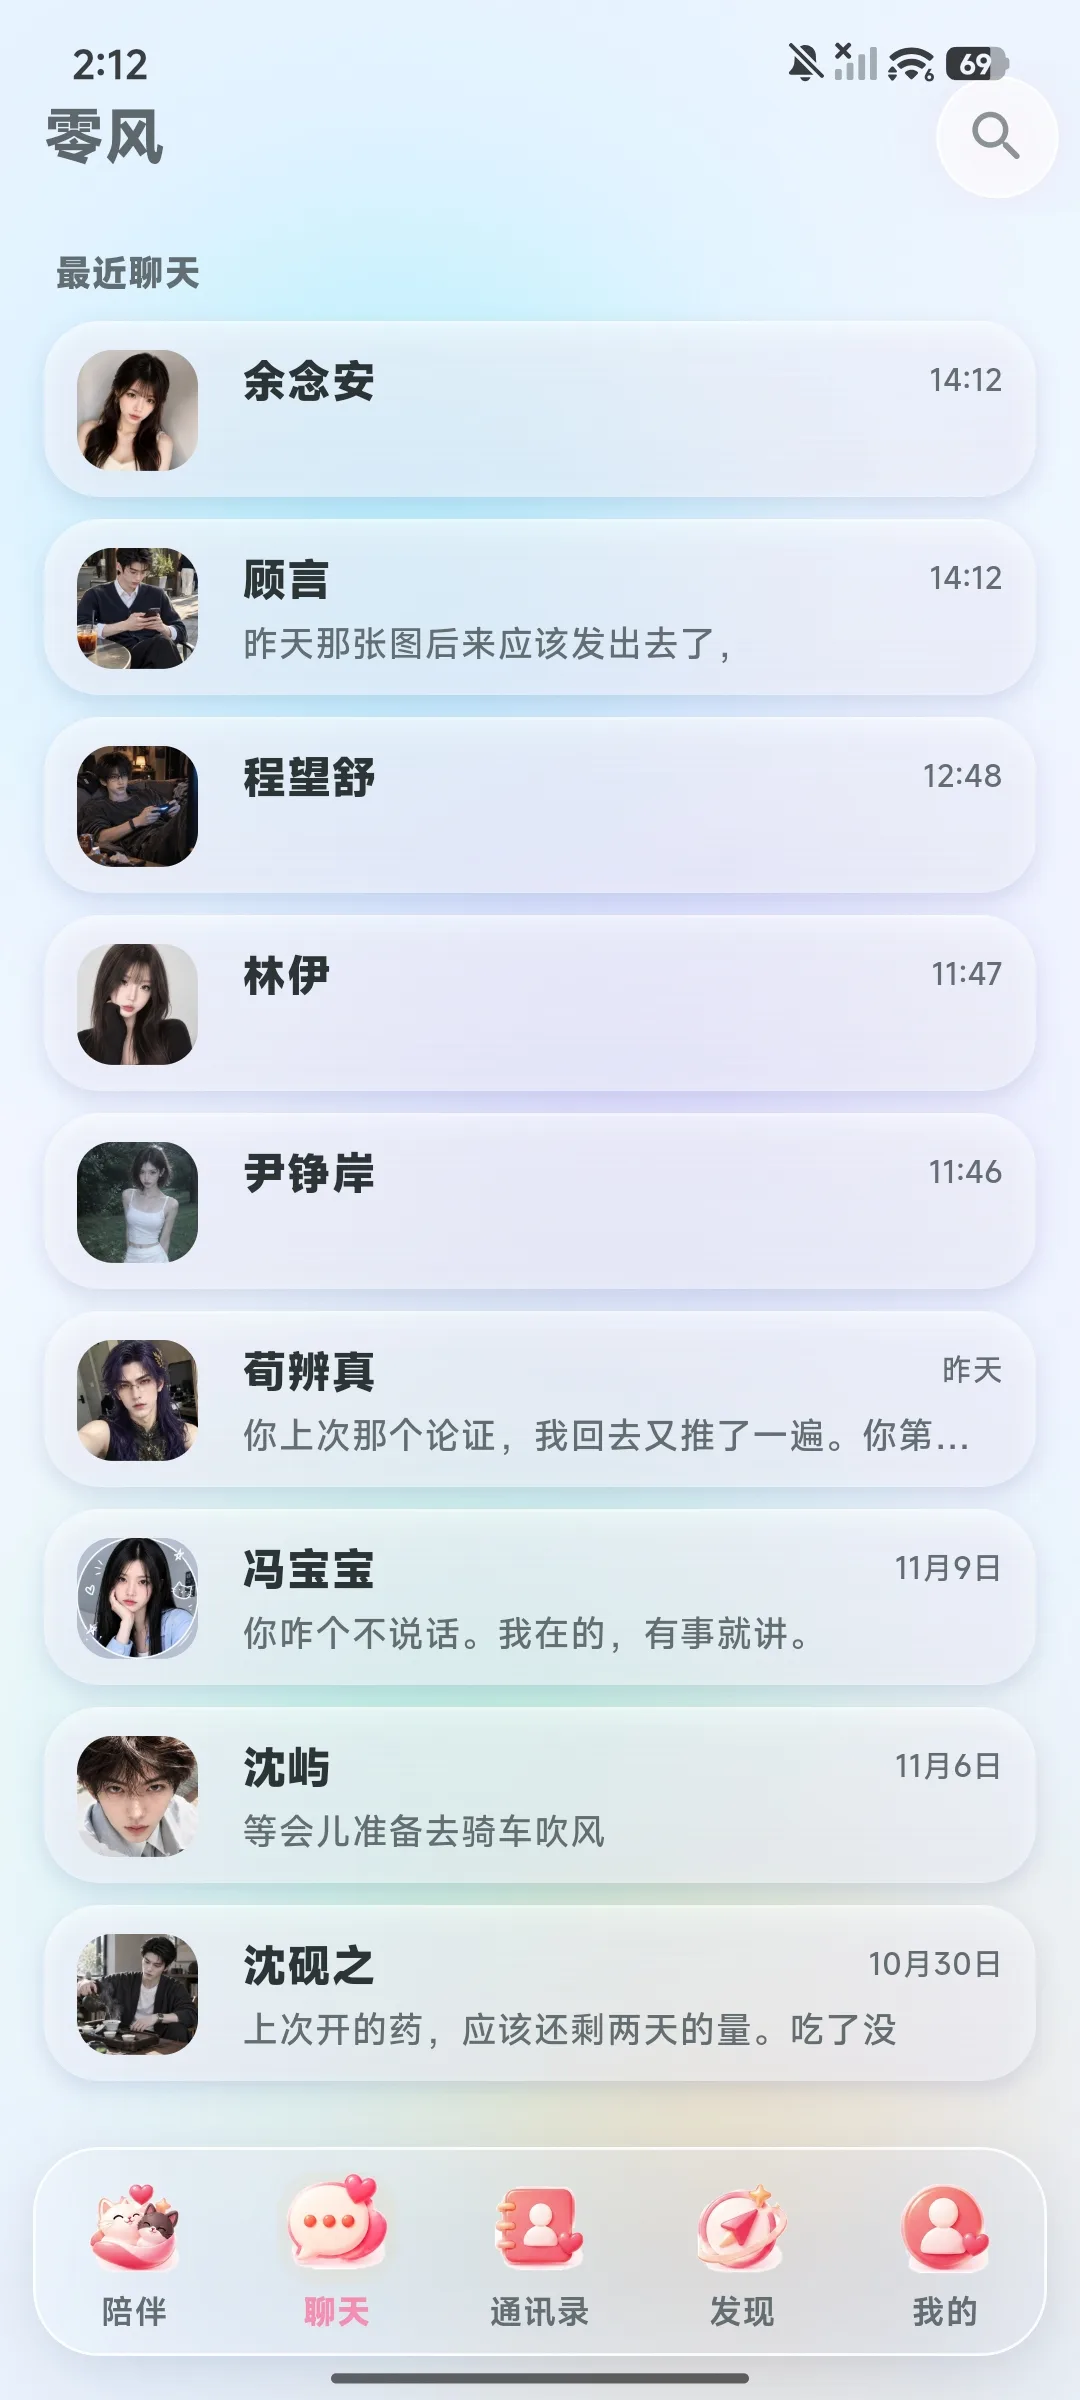 2:12
69
零风
最近聊天
余念安
14:12
顾言
14:12
昨天那张图后来应该发出去了，
程望舒
12:48
林伊
11:47
尹铮岸
11:46
荀辨真
昨天
你上次那个论证，我回去又推了一遍。你第...
冯宝宝
11月9日
你咋个不说话。我在的，有事就讲。
沈屿
11月6日
等会儿准备去骑车吹风
沈砚之
10月30日
上次开的药，应该还剩两天的量。吃了没
陪伴
聊天
通讯录
发现
我的